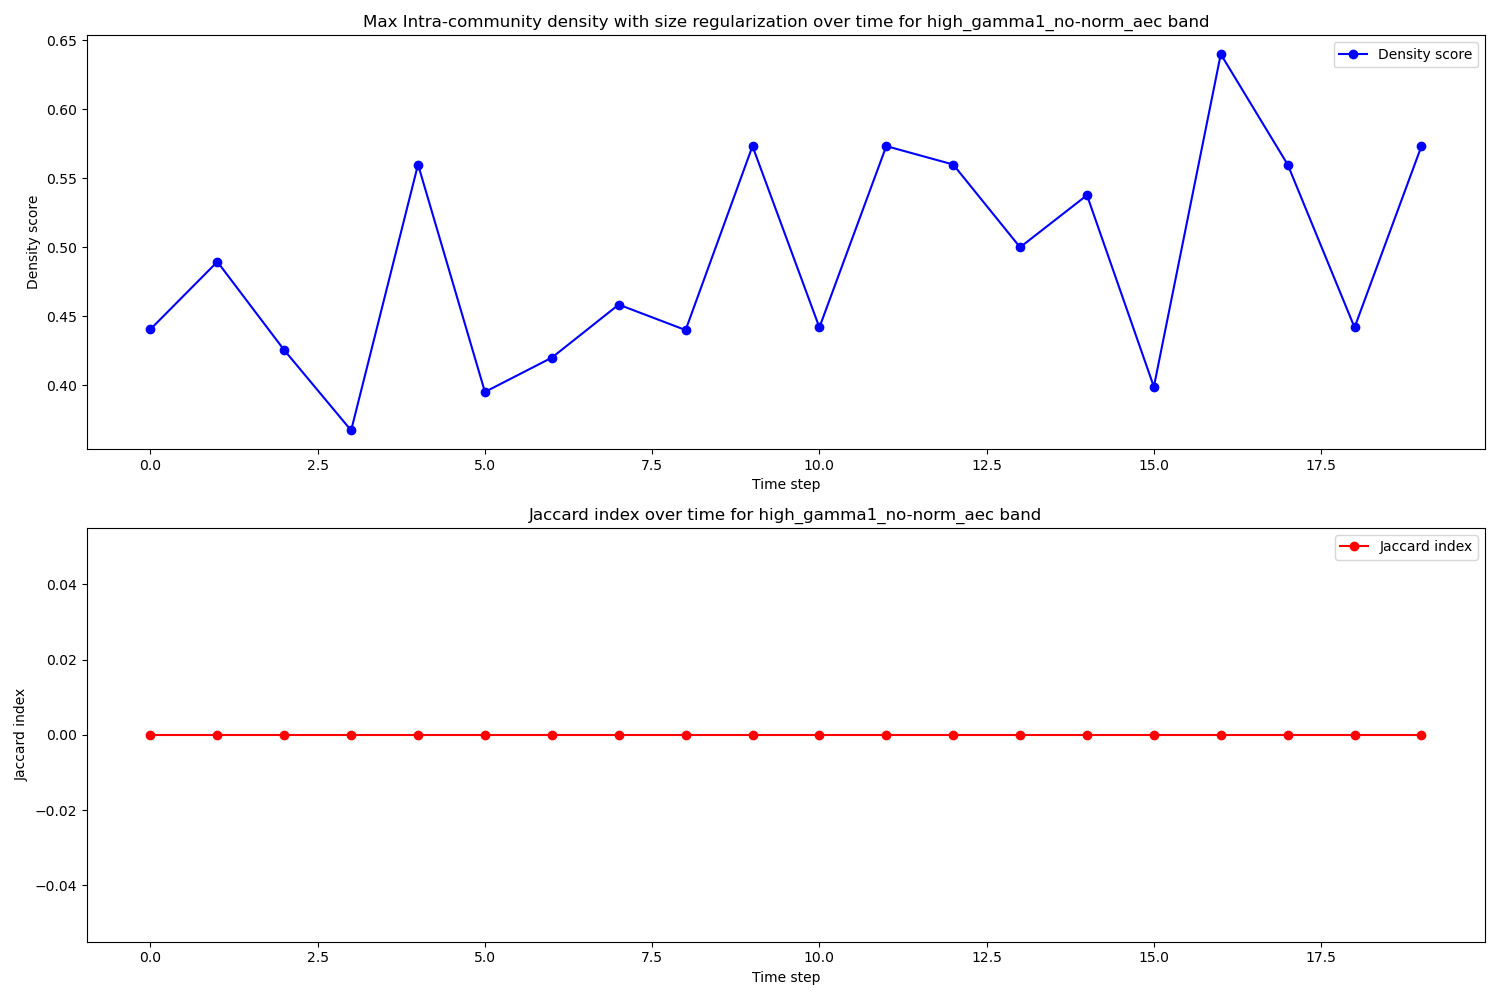 Max Intra-community density with size regularization over time for high_gamma1_no-norm_aec band
Density score
0.65
0.60
0.55
0.50
0.45
0.40
Density score
0.0 2.5 5.0 7.5 10.0 12.5 15.0 17.5
Time step
Jaccard index over time for high_gamma1_no-norm_aec band
Jaccard index
0.04
0.02
0.00
−0.02
−0.04
Jaccard index
0.0 2.5 5.0 7.5 10.0 12.5 15.0 17.5
Time step